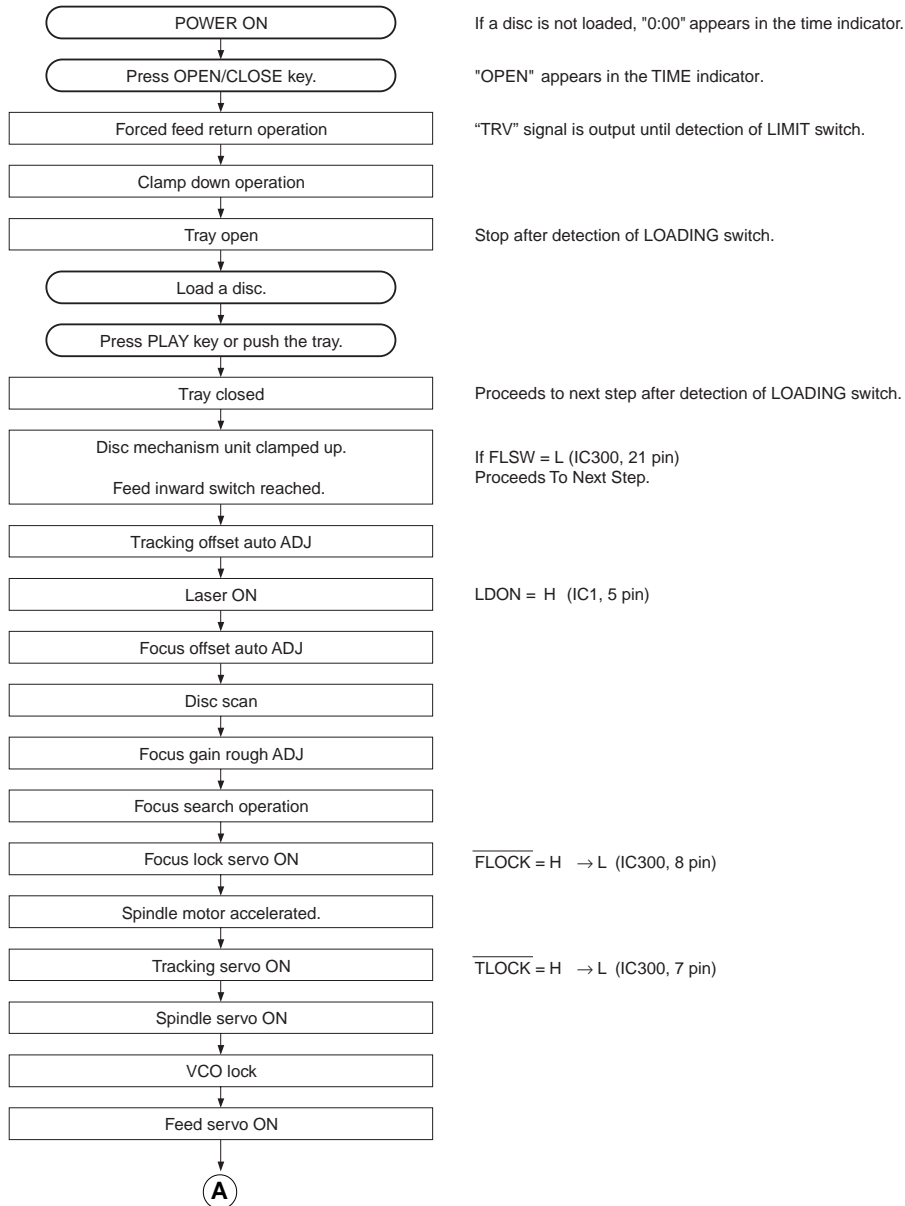 POWER ON
If a disc is not loaded, "0:00" appears in the time indicator.
Press OPEN/CLOSE key.
"OPEN" appears in the TIME indicator.
Forced feed return operation
“TRV” signal is output until detection of LIMIT switch.
Clamp down operation
Tray open
Stop after detection of LOADING switch.
Load a disc.
Press PLAY key or push the tray.
Tray closed
Proceeds to next step after detection of LOADING switch.
Disc mechanism unit clamped up.
Feed inward switch reached.
If FLSW = L (IC300, 21 pin)
Proceeds To Next Step.
Tracking offset auto ADJ
Laser ON
LDON = H (IC1, 5 pin)
Focus offset auto ADJ
Disc scan
Focus gain rough ADJ
Focus search operation
Focus lock servo ON
FLOCK = H → L (IC300, 8 pin)
Spindle motor accelerated.
Tracking servo ON
TLOCK = H → L (IC300, 7 pin)
Spindle servo ON
VCO lock
Feed servo ON
A